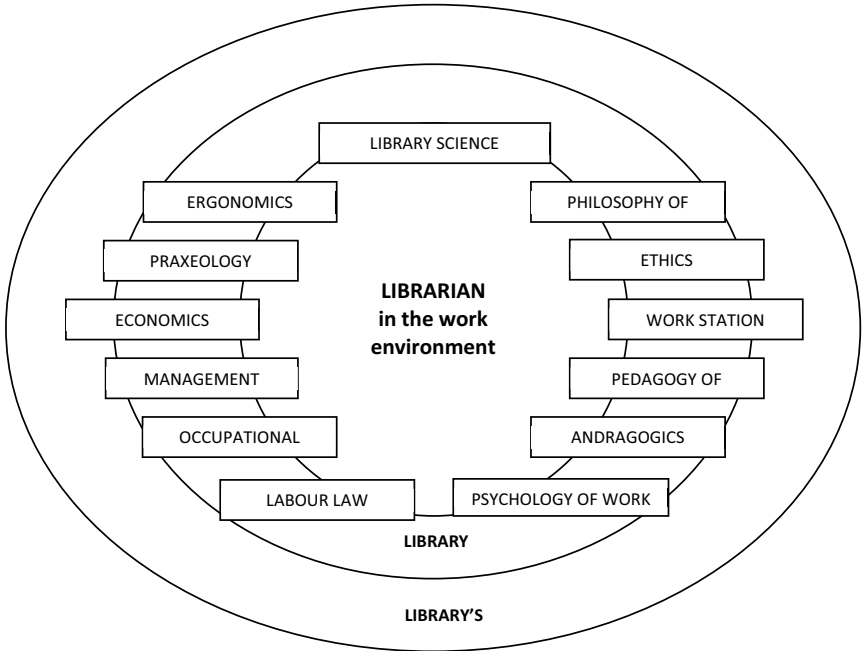 LIBRARY SCIENCE
ERGONOMICS
PHILOSOPHY OF
PRAXEOLOGY
ETHICS
LIBRARIAN
in the work
environment
ECONOMICS
WORK STATION
MANAGEMENT
PEDAGOGY OF
OCCUPATIONAL
ANDRAGOGICS
LABOUR LAW
PSYCHOLOGY OF WORK
LIBRARY
LIBRARY’S